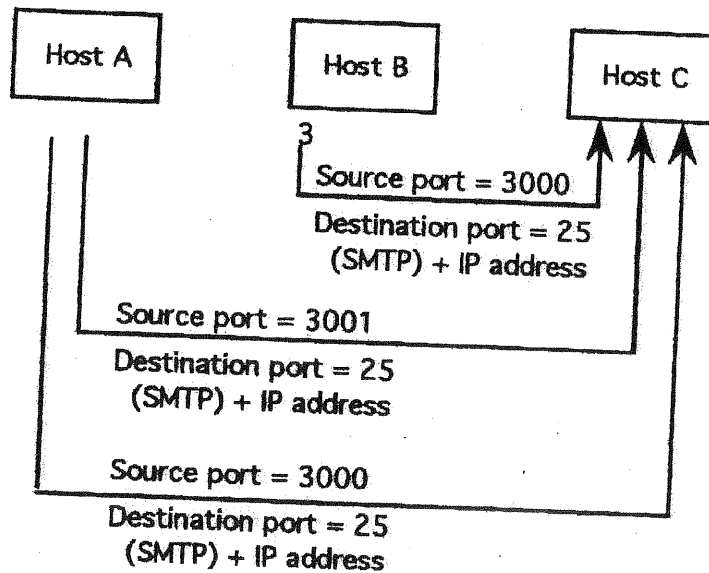 Host A
Host B
Host C
3
Source port = 3000
Destination port = 25
(SMTP) + IP address
Source port = 3001
Destination port = 25
(SMTP) + IP address
Source port = 3000
Destination port = 25
(SMTP) + IP address